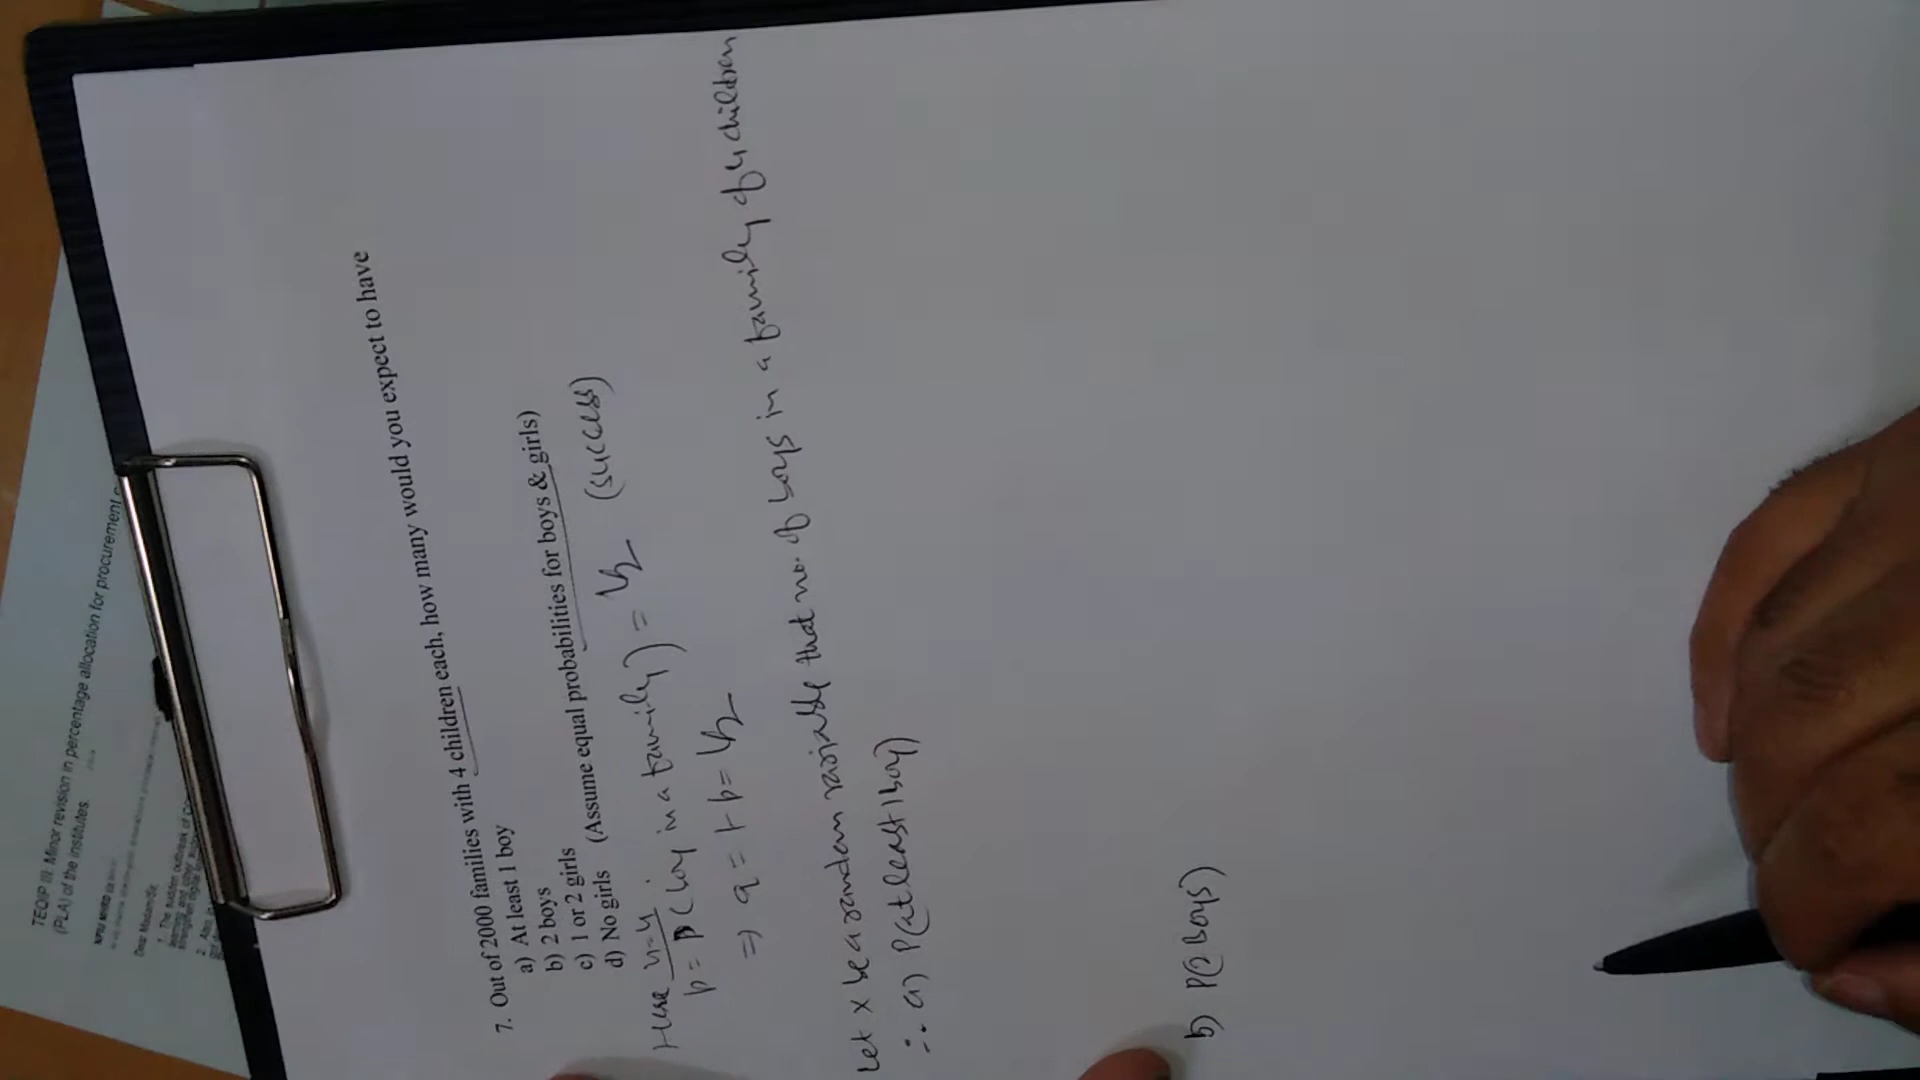 TEQIP III: Minor revision in percentage allocation for procurement
(PLA) of the institutes.
7. Out of 2000 families with 4 children each, how many would you expect to have
a) At least 1 boy
b) 2 boys
c) 1 or 2 girls
d) No girls (Assume equal probabilities for boys & girls)
Here n=4
p = P(boy in a family) = 1/2 (success)
=> q = 1-p = 1/2
Let x be a random variable that no. of boys in a family of 4 children
∴ a) P(at least 1 boy)
b) P(2 boys)